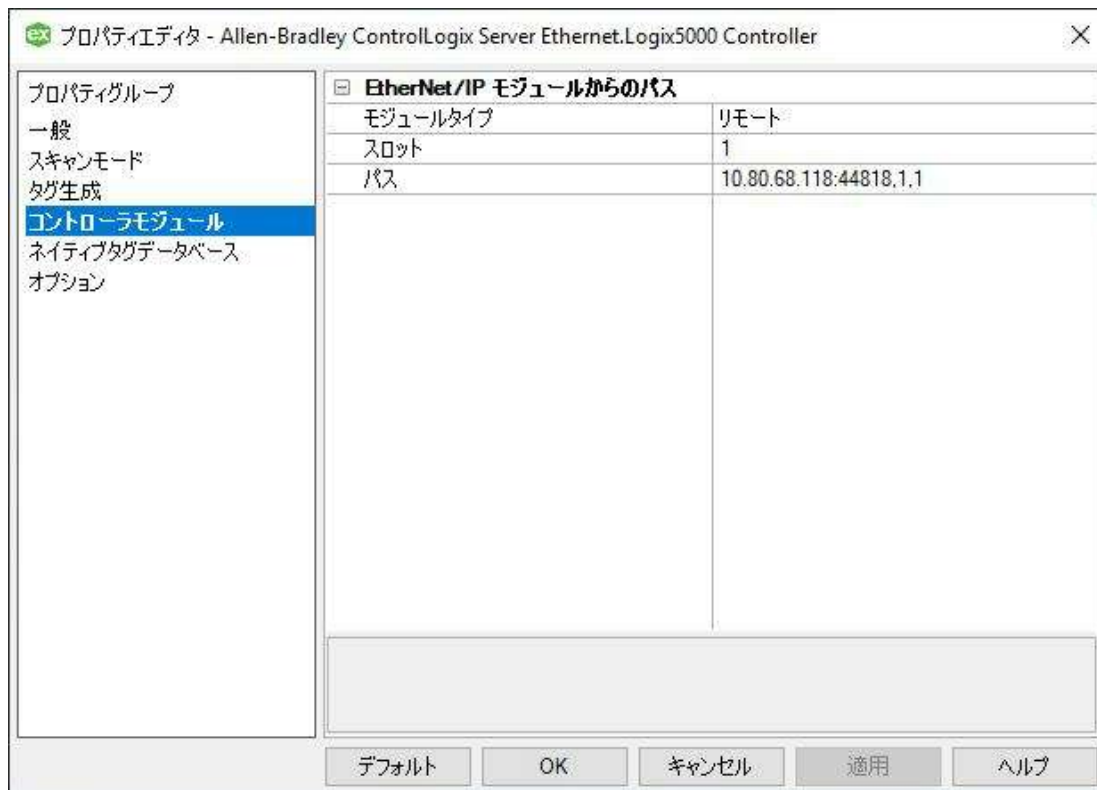 プロパティエディタ - Allen-Bradley ControlLogix Server Ethernet.Logix5000 Controller
プロパティグループ
一般
スキャンモード
タグ生成
コントローラモジュール
ネイティブタグデータベース
オプション
EtherNet/IP モジュールからのパス
モジュールタイプ リモート
スロット 1
パス 10.80.68.118:44818,1,1
デフォルト OK キャンセル 適用 ヘルプ